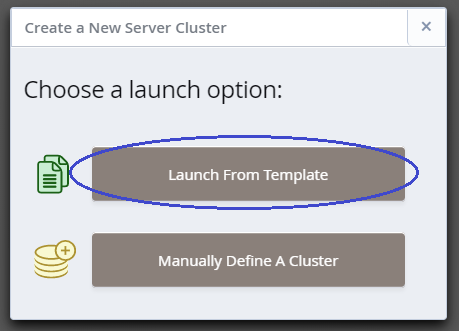 Create a New Server Cluster
Choose a launch option:
Launch From Template
Manually Define A Cluster